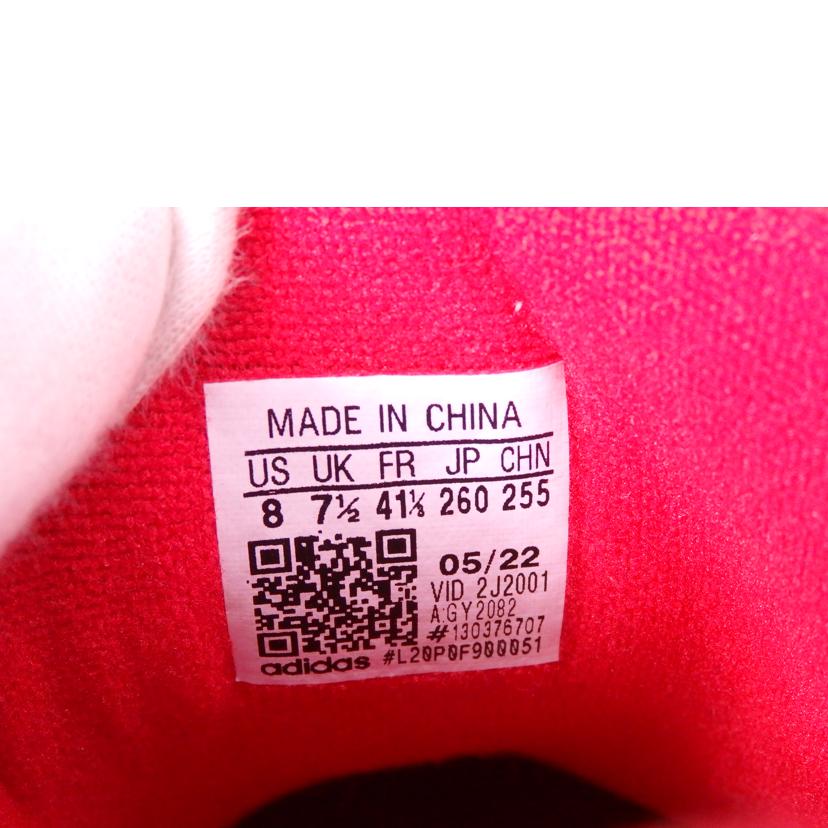 MADE IN CHINA
US UK FR JP CHN
8 7½ 41⅓ 260 255
05/22
VID 2J2001
A:GY2082
#130376707
#L20P0F900051
adidas